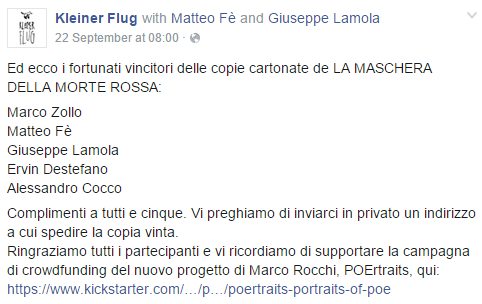 KLEINER
FLUG
Kleiner Flug with Matteo Fè and Giuseppe Lamola
22 September at 08:00 ·
Ed ecco i fortunati vincitori delle copie cartonate de LA MASCHERA
DELLA MORTE ROSSA:
Marco Zollo
Matteo Fè
Giuseppe Lamola
Ervin Destefano
Alessandro Cocco
Complimenti a tutti e cinque. Vi preghiamo di inviarci in privato un indirizzo
a cui spedire la copia vinta.
Ringraziamo tutti i partecipanti e vi ricordiamo di supportare la campagna
di crowdfunding del nuovo progetto di Marco Rocchi, POErtraits, qui:
https://www.kickstarter.com/…/p…/poertraits-portraits-of-poe